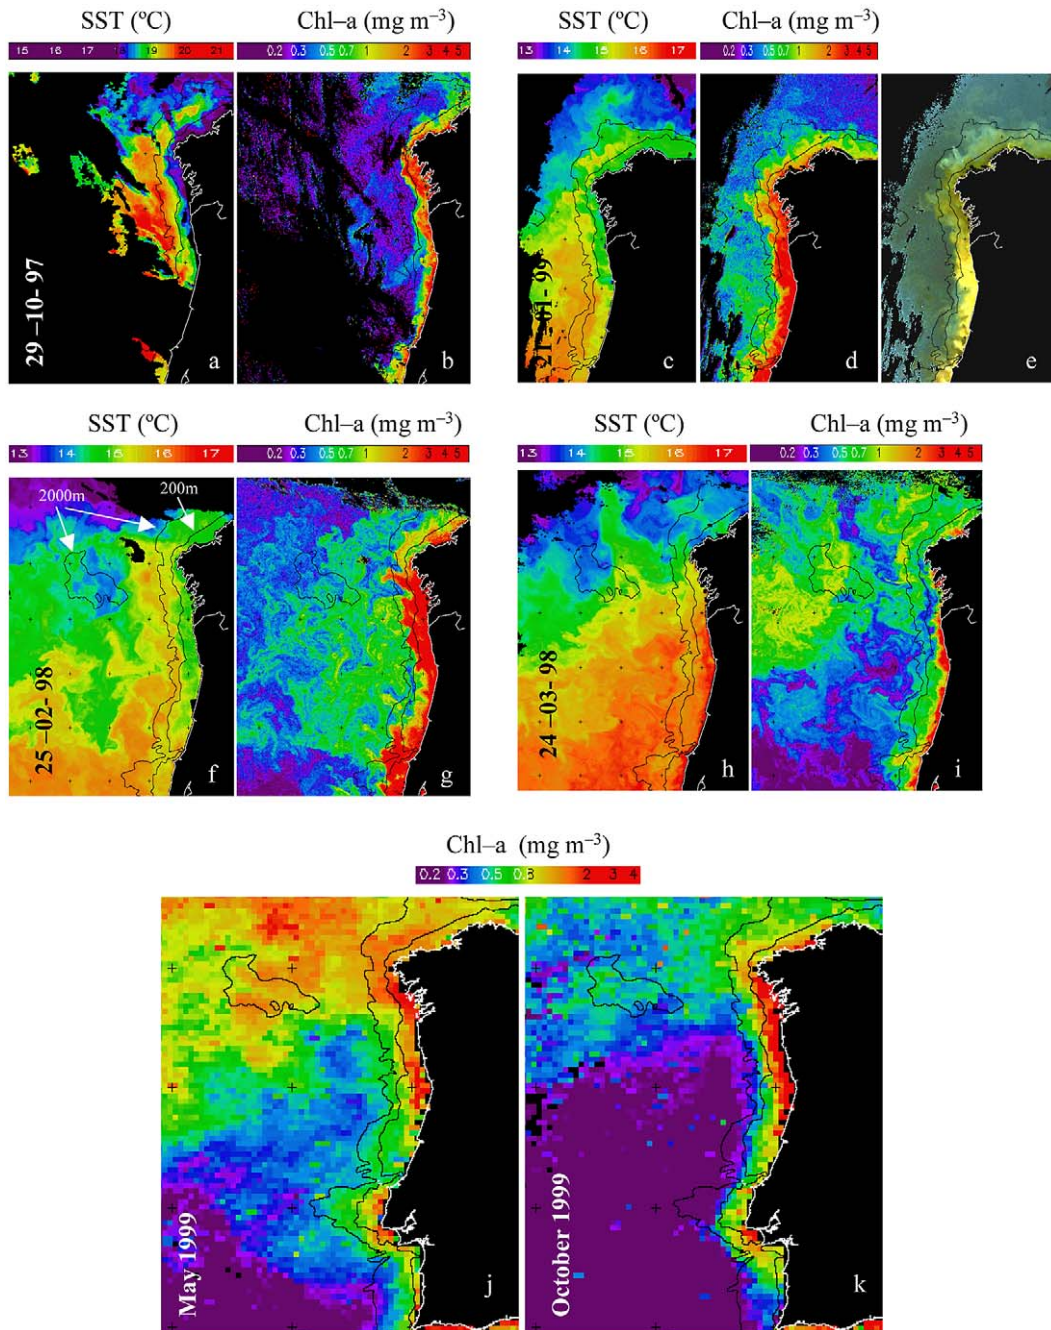 SST (ºC)
Chl–a (mg m⁻³)
SST (ºC)
Chl–a (mg m⁻³)
15 16 17 18 19 20 21
0.2 0.3 0.5 0.7 1 2 3 4 5
13 14 15 16 17
0.2 0.3 0.5 0.7 1 2 3 4 5
29 –10- 97
a
b
21 –01- 99
c
d
e
SST (ºC)
Chl–a (mg m⁻³)
SST (ºC)
Chl–a (mg m⁻³)
13 14 15 16 17
0.2 0.3 0.5 0.7 1 2 3 4 5
13 14 15 16 17
0.2 0.3 0.5 0.7 1 2 3 4 5
2000m
200m
25 –02- 98
f
g
24 –03- 98
h
i
Chl–a (mg m⁻³)
0.2 0.3 0.5 0.8 2 3 4
May 1999
j
October 1999
k